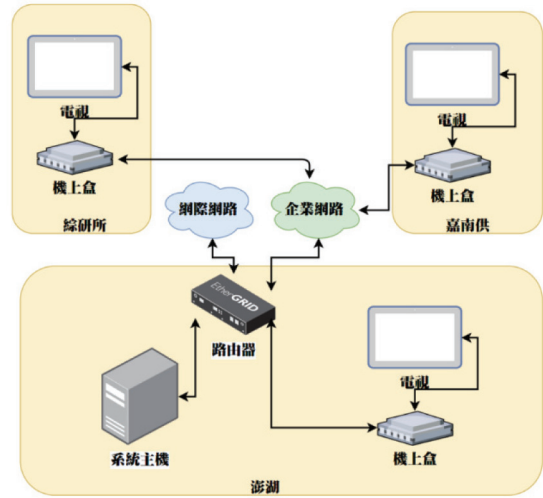 電視
機上盒
綜研所
電視
機上盒
嘉南供
網際網路
企業網路
EtherGRID
路由器
系統主機
電視
機上盒
澎湖